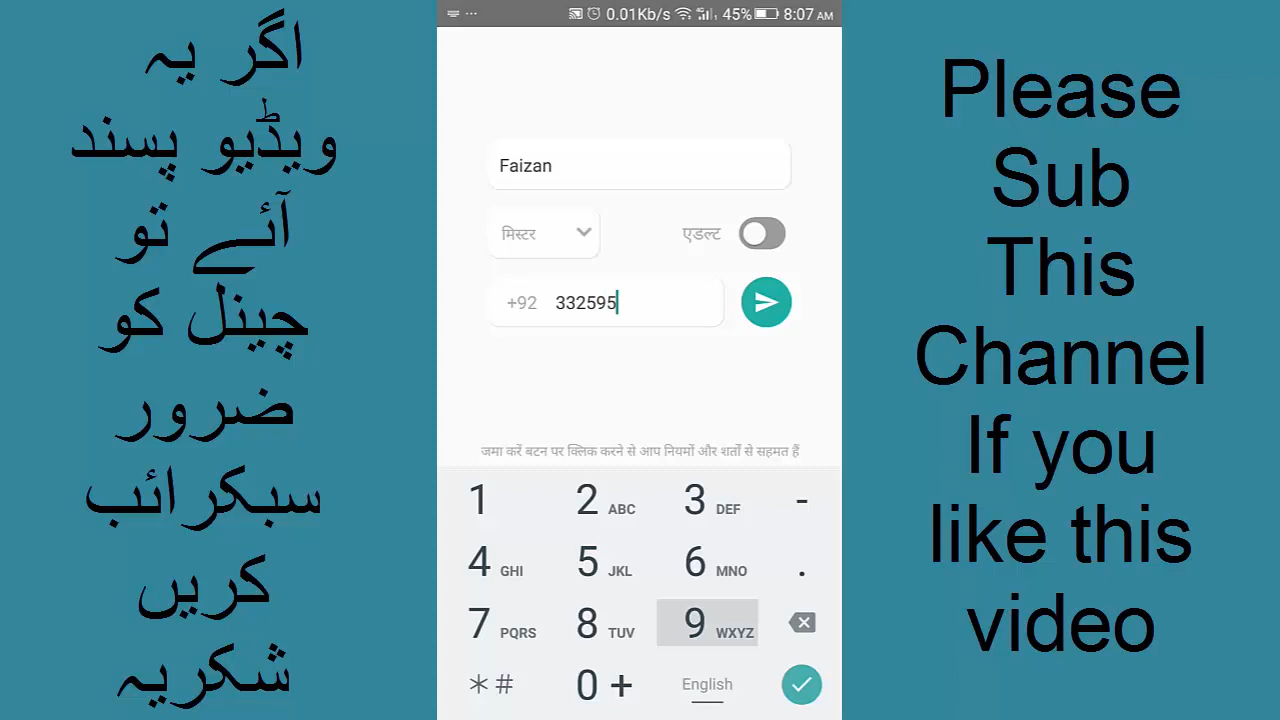 اگر یہ
ویڈیو پسند
آئے تو
چینل کو
ضرور
سبکرائب
کریں
شکریہ
0.01Kb/s 4G 45% 8:07 AM
Faizan
मिस्टर एडल्ट
+92 332595
जमा करें बटन पर क्लिक करने से आप नियमों और शर्तों से सहमत हैं
1 2 ABC 3 DEF -
4 GHI 5 JKL 6 MNO .
7 PQRS 8 TUV 9 WXYZ
*# 0 + English
Please
Sub
This
Channel
If you
like this
video